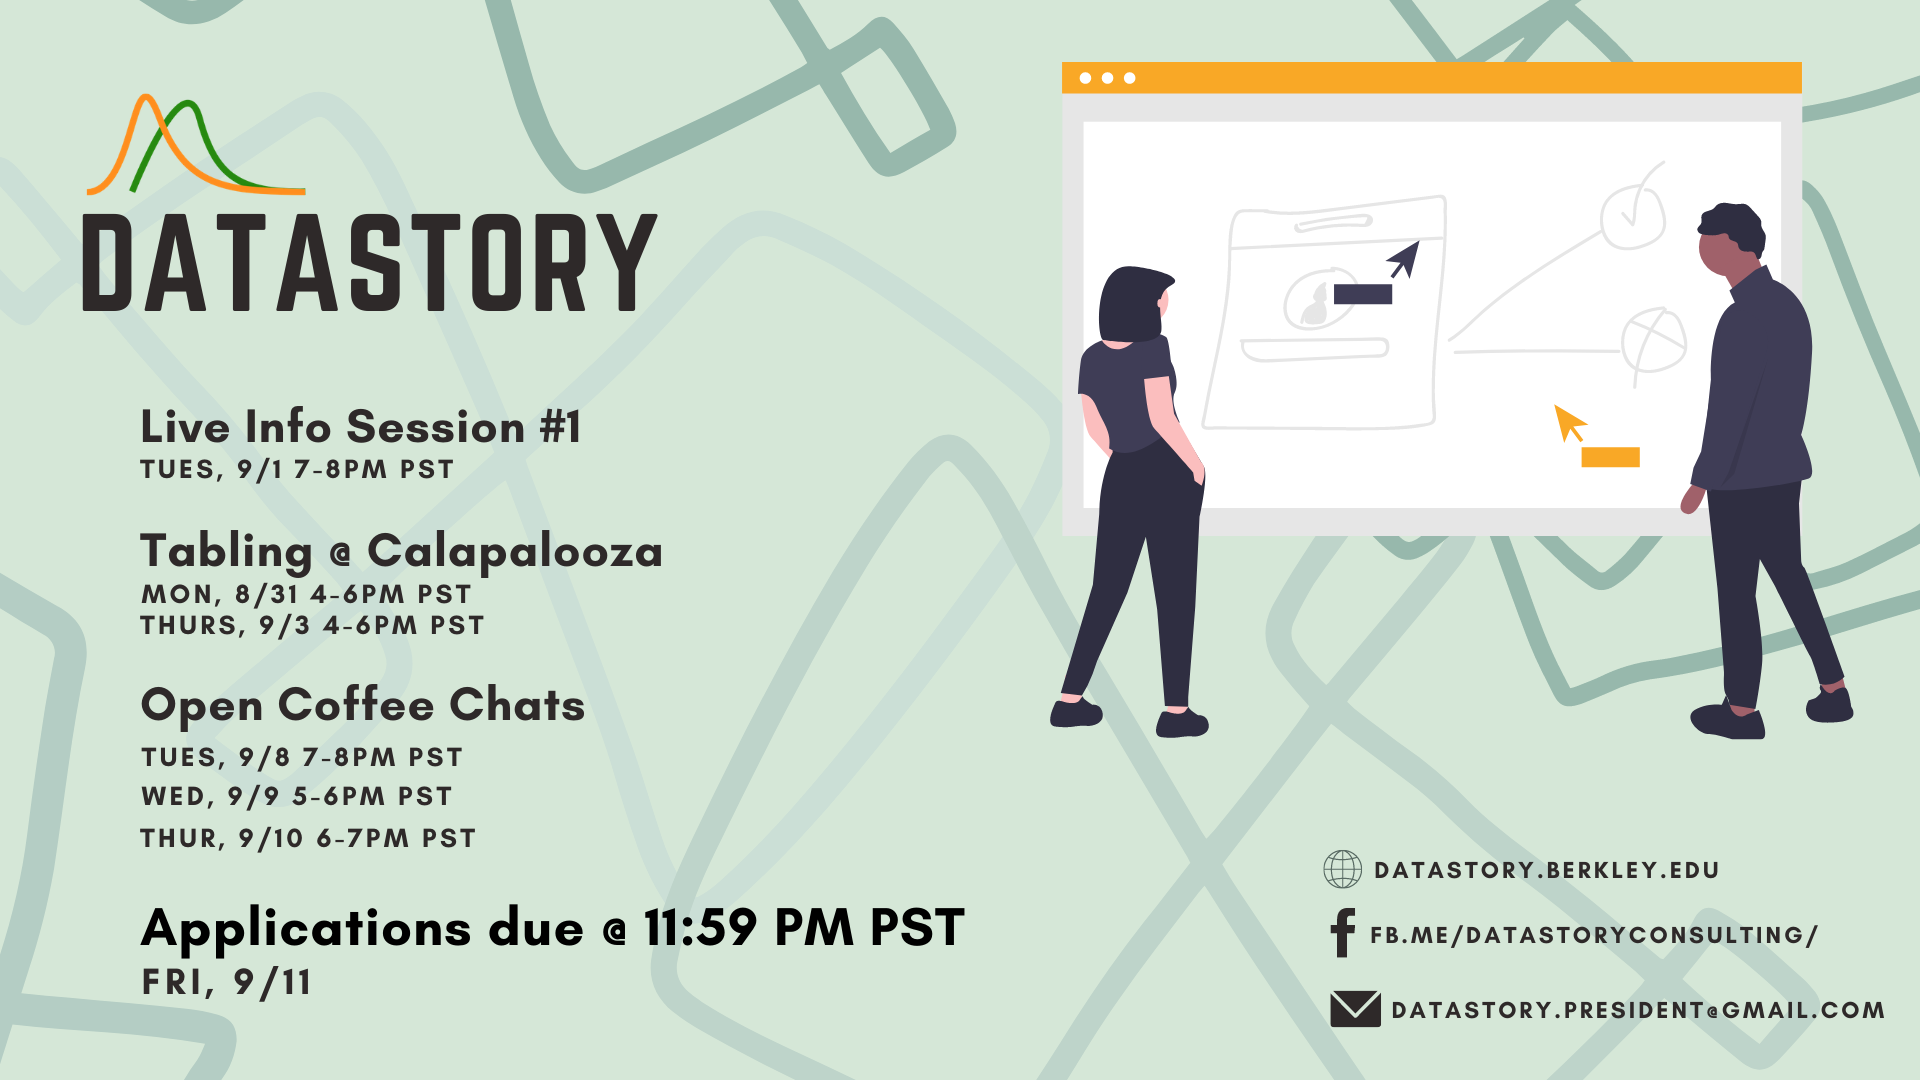 DATASTORY
Live Info Session #1
TUES, 9/1 7-8PM PST
Tabling @ Calapalooza
MON, 8/31 4-6PM PST
THURS, 9/3 4-6PM PST
Open Coffee Chats
TUES, 9/8 7-8PM PST
WED, 9/9 5-6PM PST
THUR, 9/10 6-7PM PST
Applications due @ 11:59 PM PST
FRI, 9/11
DATASTORY.BERKLEY.EDU
FB.ME/DATASTORYCONSULTING/
DATASTORY.PRESIDENT@GMAIL.COM